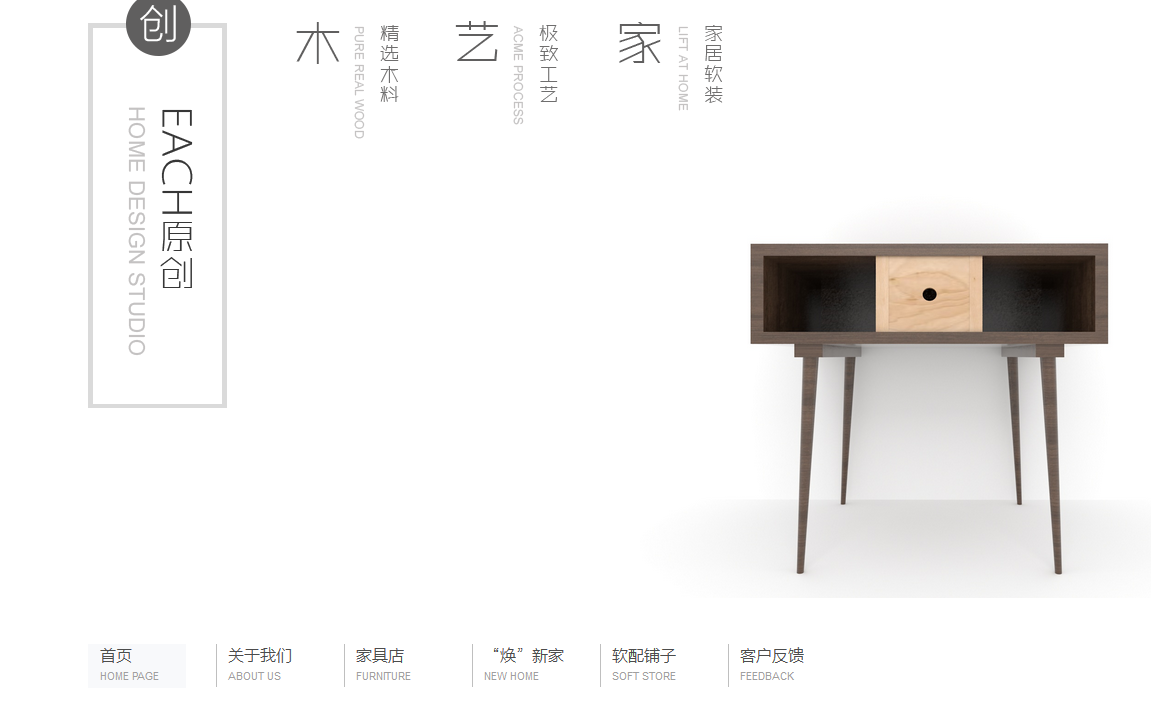 创
EACH原创
HOME DESIGN STUDIO
木
PURE REAL WOOD
精选木料
艺
ACME PROCESS
极致工艺
家
LIFT AT HOME
家居软装
首页
HOME PAGE
关于我们
ABOUT US
家具店
FURNITURE
“焕”新家
NEW HOME
软配铺子
SOFT STORE
客户反馈
FEEDBACK